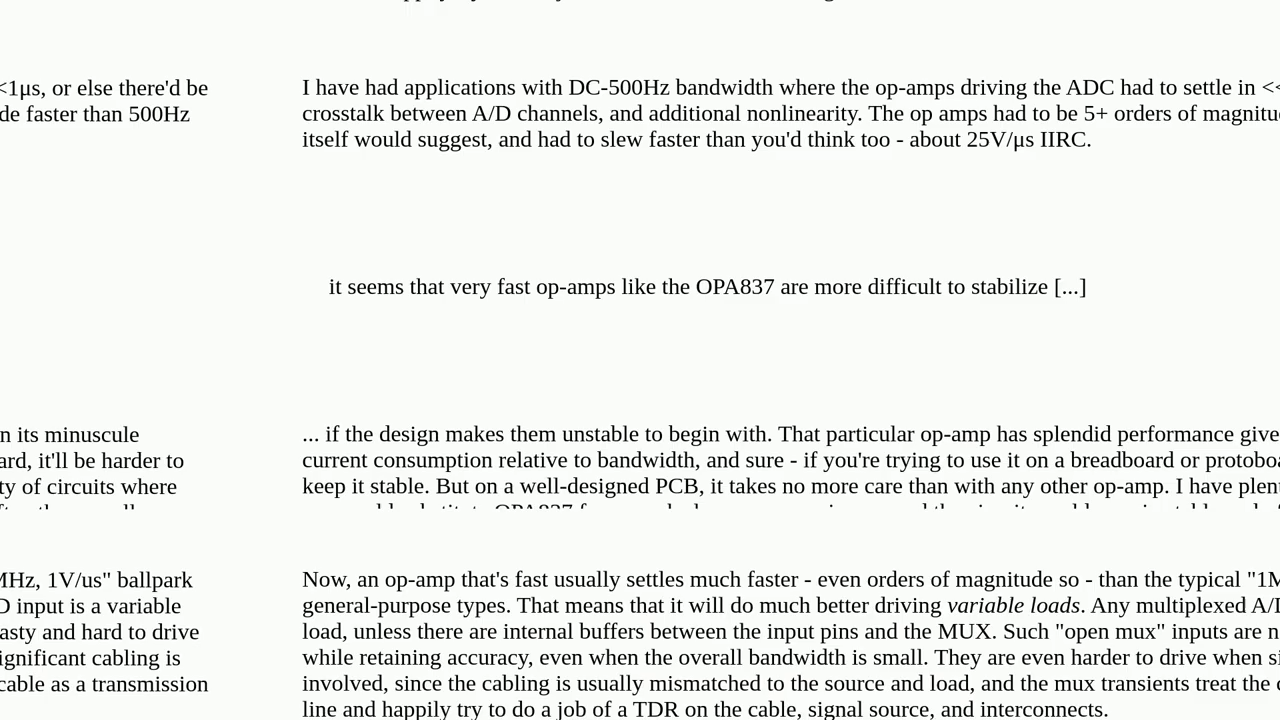 <1μs, or else there'd be
de faster than 500Hz
I have had applications with DC-500Hz bandwidth where the op-amps driving the ADC had to settle in <<
crosstalk between A/D channels, and additional nonlinearity. The op amps had to be 5+ orders of magnitu
itself would suggest, and had to slew faster than you'd think too - about 25V/μs IIRC.
it seems that very fast op-amps like the OPA837 are more difficult to stabilize [...]
n its minuscule
ard, it'll be harder to
ty of circuits where
... if the design makes them unstable to begin with. That particular op-amp has splendid performance give
current consumption relative to bandwidth, and sure - if you're trying to use it on a breadboard or protobo
keep it stable. But on a well-designed PCB, it takes no more care than with any other op-amp. I have plen
MHz, 1V/us" ballpark
D input is a variable
asty and hard to drive
ignificant cabling is
cable as a transmission
Now, an op-amp that's fast usually settles much faster - even orders of magnitude so - than the typical "1M
general-purpose types. That means that it will do much better driving variable loads. Any multiplexed A/
load, unless there are internal buffers between the input pins and the MUX. Such "open mux" inputs are n
while retaining accuracy, even when the overall bandwidth is small. They are even harder to drive when si
involved, since the cabling is usually mismatched to the source and load, and the mux transients treat the
line and happily try to do a job of a TDR on the cable, signal source, and interconnects.